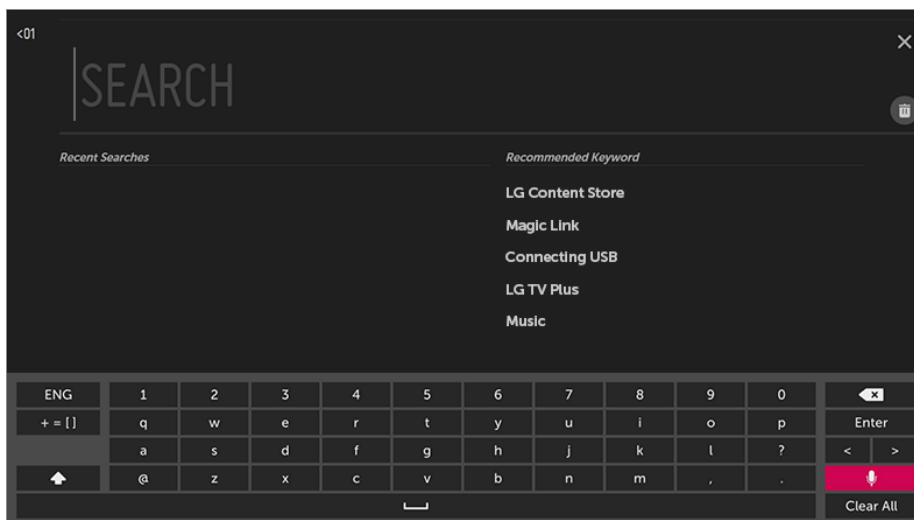 <01
SEARCH
Recent Searches
Recommended Keyword
LG Content Store
Magic Link
Connecting USB
LG TV Plus
Music
ENG 1 2 3 4 5 6 7 8 9 0
+ = [ ] q w e r t y u i o p Enter
a s d f g h j k l ? < >
@ z x c v b n m , .
Clear All